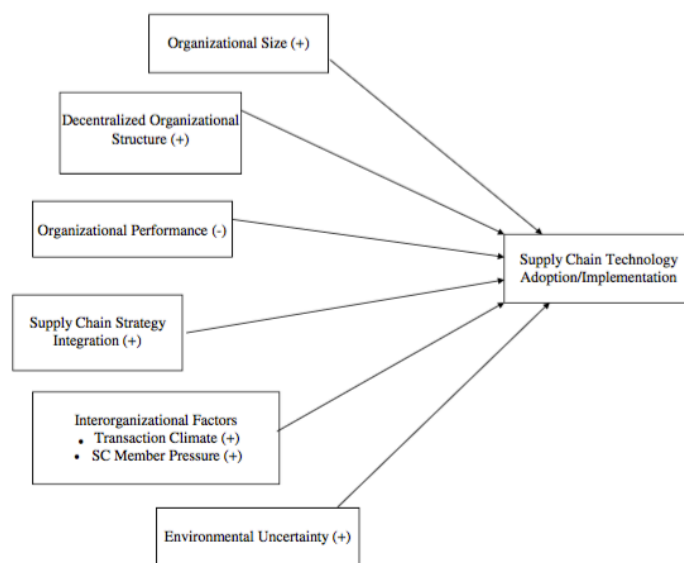 Organizational Size (+)
Decentralized Organizational
Structure (+)
Organizational Performance (-)
Supply Chain Technology
Adoption/Implementation
Supply Chain Strategy
Integration (+)
Interorganizational Factors
• Transaction Climate (+)
• SC Member Pressure (+)
Environmental Uncertainty (+)